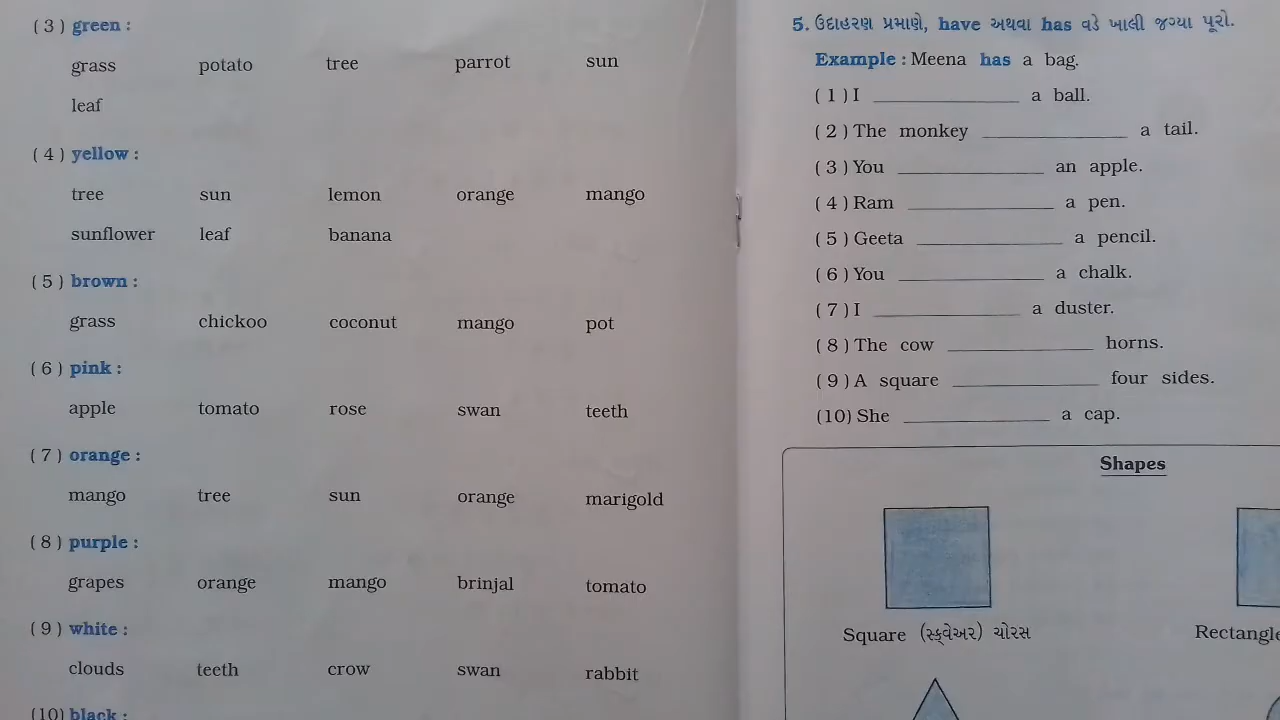 (3) green :
grass potato tree parrot sun
leaf
(4) yellow :
tree sun lemon orange mango
sunflower leaf banana
(5) brown :
grass chickoo coconut mango pot
(6) pink :
apple tomato rose swan teeth
(7) orange :
mango tree sun orange marigold
(8) purple :
grapes orange mango brinjal tomato
(9) white :
clouds teeth crow swan rabbit
(10) black :
5. ઉદાહરણ પ્રમાણે, have અથવા has વડે ખાલી જગ્યા પૂરો.
Example : Meena has a bag.
(1) I ____________ a ball.
(2) The monkey ____________ a tail.
(3) You ____________ an apple.
(4) Ram ____________ a pen.
(5) Geeta ____________ a pencil.
(6) You ____________ a chalk.
(7) I ____________ a duster.
(8) The cow ____________ horns.
(9) A square ____________ four sides.
(10) She ____________ a cap.
Shapes
Square (સ્ક્વેઅર) ચોરસ Rectangle